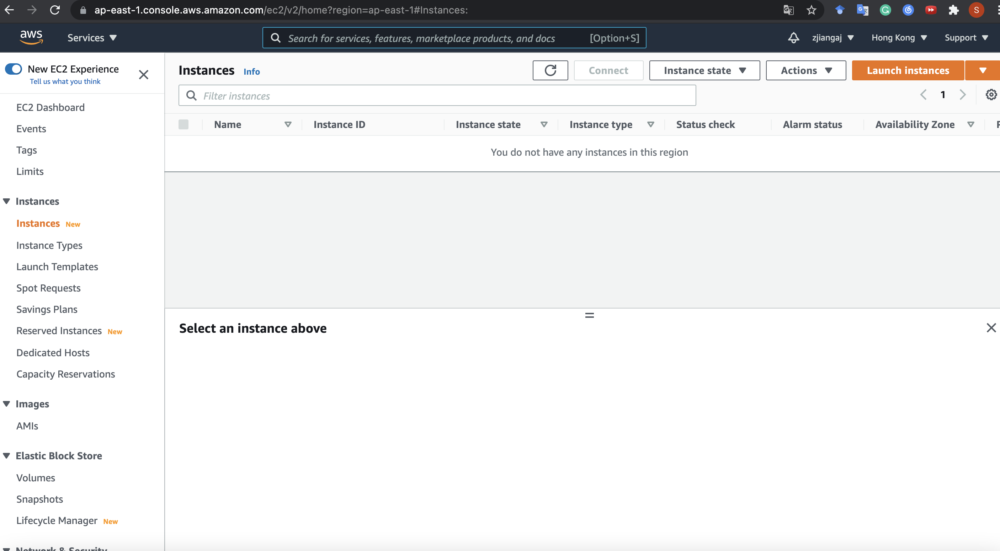 ap-east-1.console.aws.amazon.com/ec2/v2/home?region=ap-east-1#Instances:
S
aws
Services
Search for services, features, marketplace products, and docs [Option+S]
zjiangaj
Hong Kong
Support
New EC2 Experience
Tell us what you think
EC2 Dashboard
Events
Tags
Limits
Instances
Instances New
Instance Types
Launch Templates
Spot Requests
Savings Plans
Reserved Instances New
Dedicated Hosts
Capacity Reservations
Images
AMIs
Elastic Block Store
Volumes
Snapshots
Lifecycle Manager New
Network & Security
Instances Info
Connect
Instance state
Actions
Launch instances
Filter instances
1
Name Instance ID Instance state Instance type Status check Alarm status Availability Zone
You do not have any instances in this region
Select an instance above